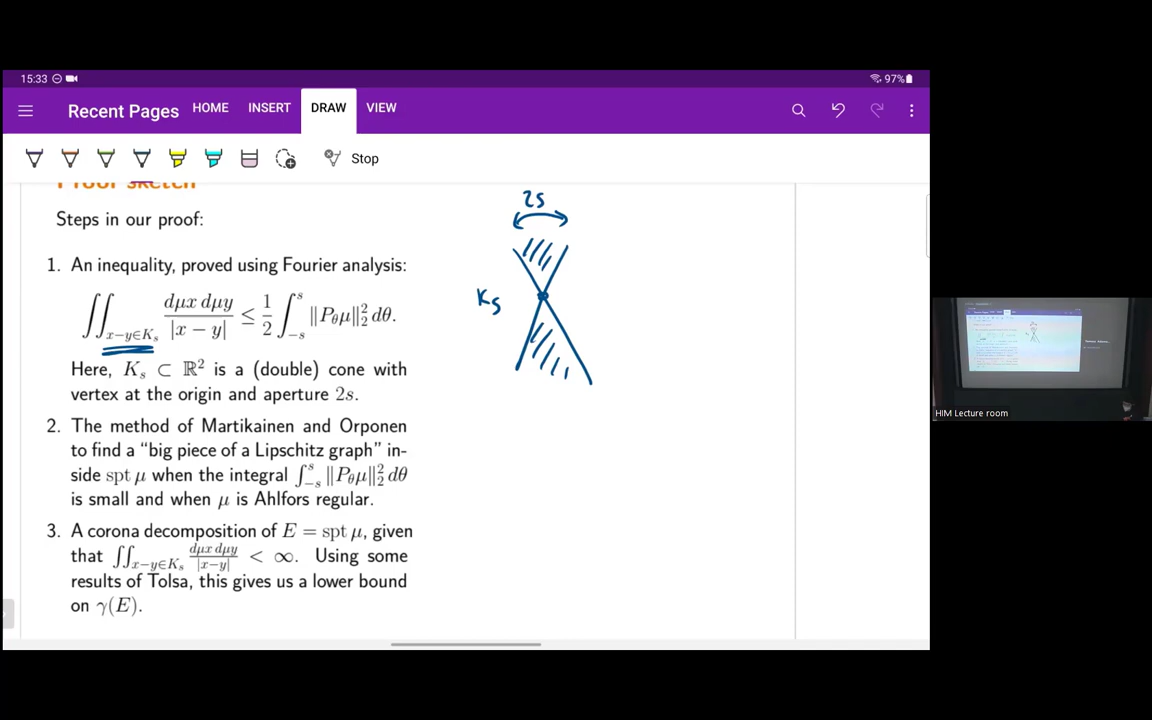 15:33
97%
Recent Pages HOME INSERT DRAW VIEW
Stop
Proof sketch
2s
Steps in our proof:
1. An inequality, proved using Fourier analysis:
∬_{x−y∈K_s} dμx dμy / |x − y| ≤ 1/2 ∫_{−s}^{s} ‖P_θμ‖_2^2 dθ.
K_s
Here, K_s ⊂ ℝ² is a (double) cone with
vertex at the origin and aperture 2s.
2. The method of Martikainen and Orponen
to find a “big piece of a Lipschitz graph” in-
side spt μ when the integral ∫_{−s}^{s} ‖P_θμ‖_2^2 dθ
is small and when μ is Ahlfors regular.
3. A corona decomposition of E = spt μ, given
that ∬_{x−y∈K_s} dμx dμy / |x−y| < ∞. Using some
results of Tolsa, this gives us a lower bound
on γ(E).
HIM Lecture room